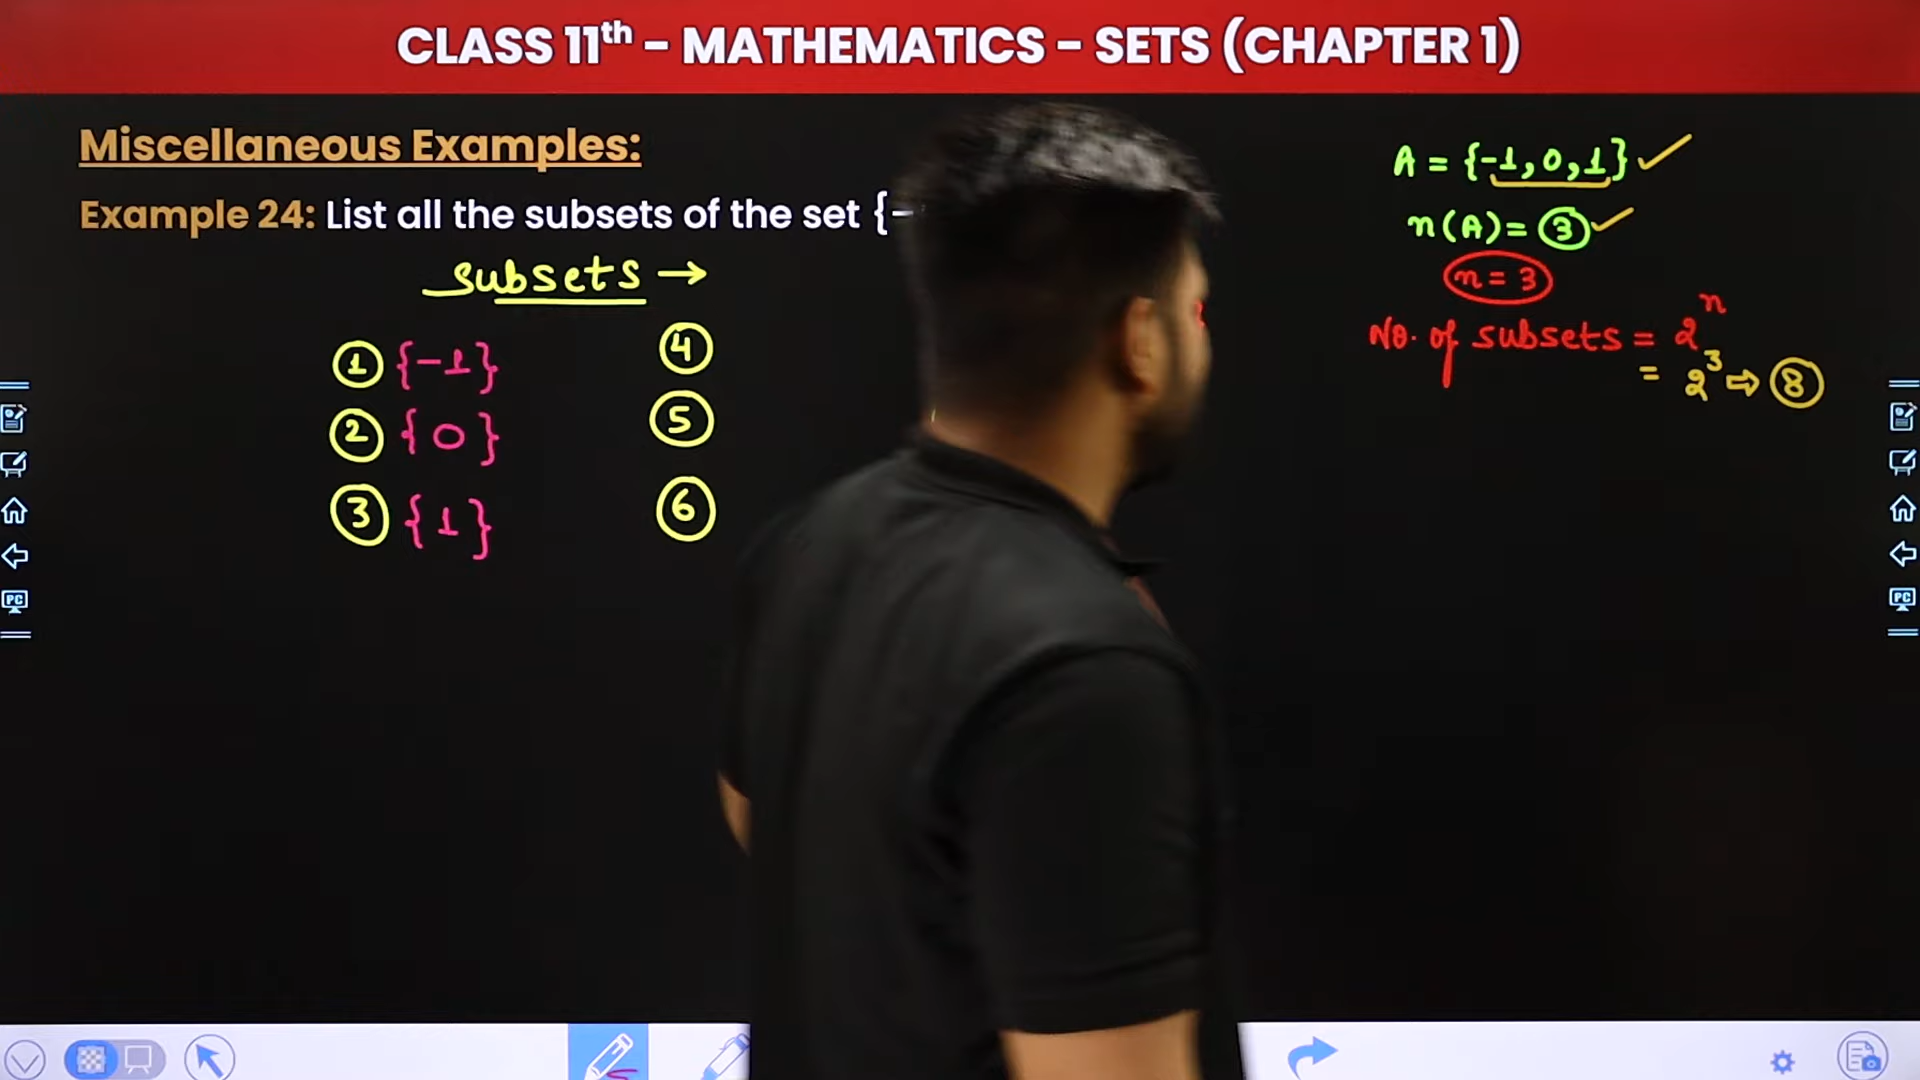 CLASS 11th – MATHEMATICS – SETS (CHAPTER 1)
Miscellaneous Examples:
Example 24: List all the subsets of the set {-
subsets →
① {-1}
② {0}
③ {1}
④
⑤
⑥
A = {-1, 0, 1} ✓
n(A) = ③ ✓
n = 3
No. of subsets = 2ⁿ
= 2³ ⇨ ⑧
PC
PC